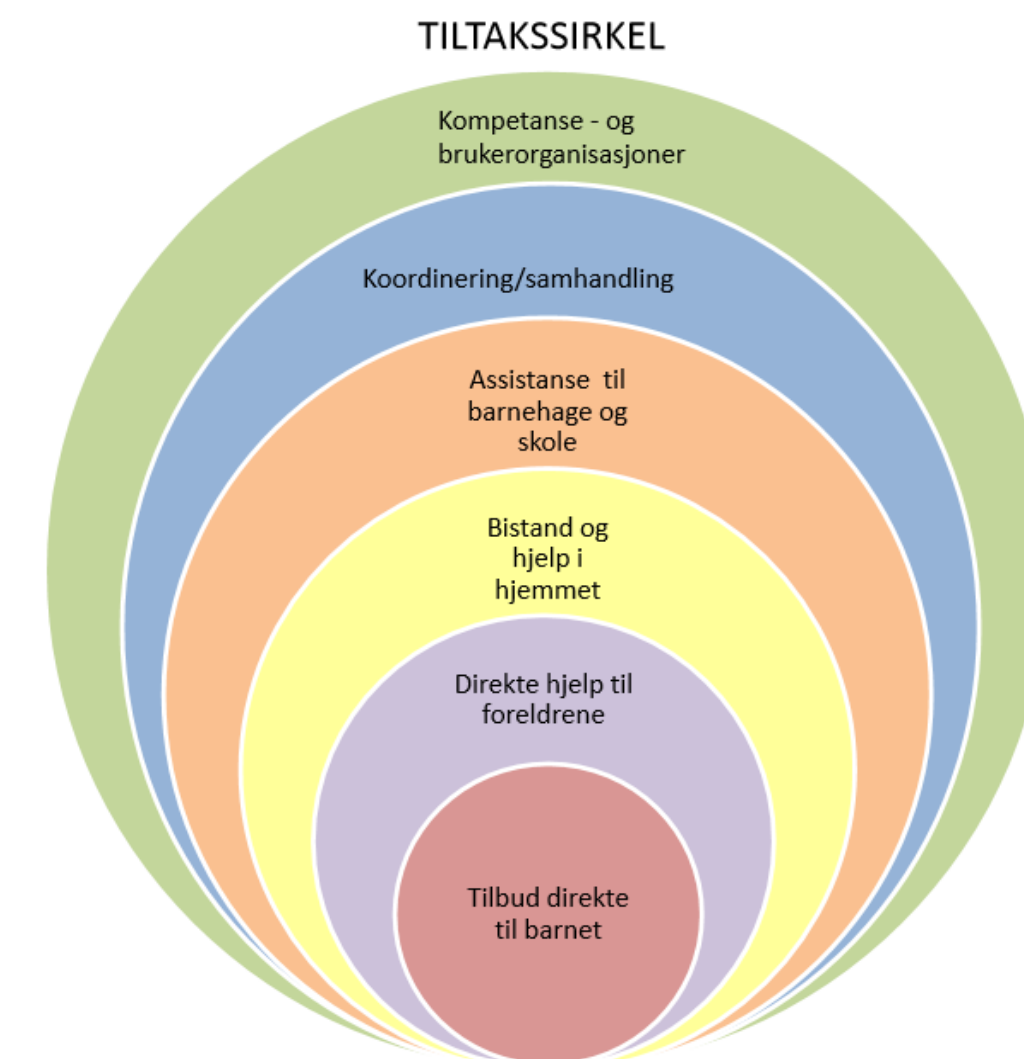 TILTAKSSIRKEL
Kompetanse - og
brukerorganisasjoner
Koordinering/samhandling
Assistanse til
barnehage og
skole
Bistand og
hjelp i
hjemmet
Direkte hjelp til
foreldrene
Tilbud direkte
til barnet